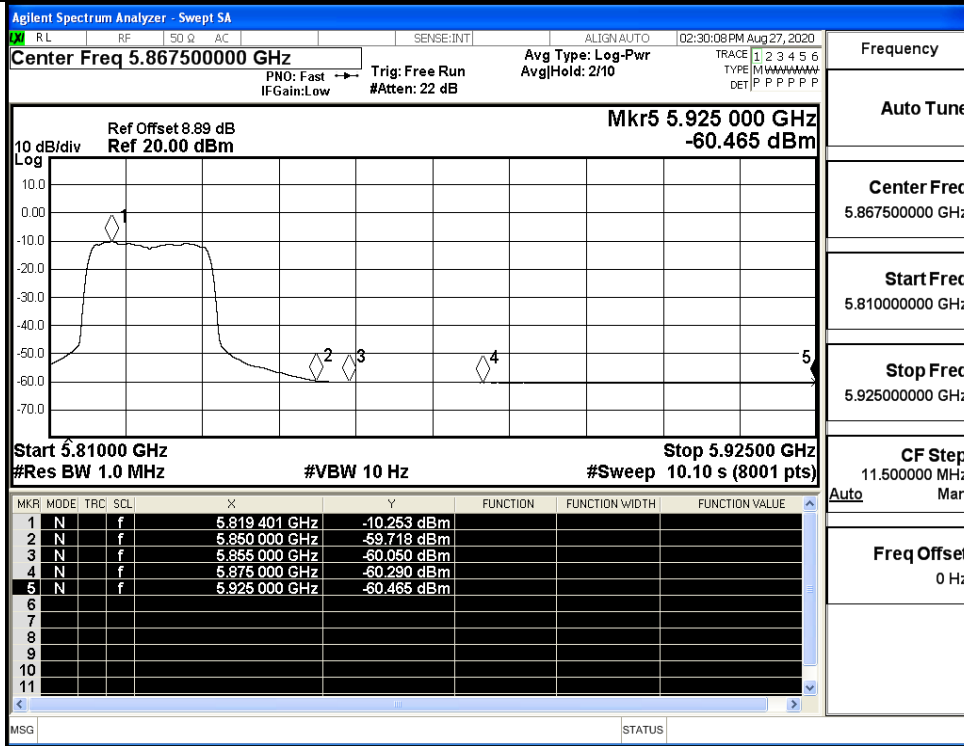 Agilent Spectrum Analyzer - Swept SA
LXI RL RF 50 Ω AC SENSE:INT ALIGN AUTO 02:30:08 PM Aug 27, 2020
Center Freq 5.867500000 GHz
PNO: Fast
IFGain:Low
Trig: Free Run
#Atten: 22 dB
Avg Type: Log-Pwr
Avg|Hold: 2/10
TRACE 1 2 3 4 5 6
TYPE M WWWWW
DET P P P P P P
Frequency
Auto Tune
Center Freq
5.867500000 GHz
Start Freq
5.810000000 GHz
Stop Freq
5.925000000 GHz
CF Step
11.500000 MHz
Auto Man
Freq Offset
0 Hz
Mkr5 5.925 000 GHz
-60.465 dBm
Ref Offset 8.89 dB
10 dB/div Ref 20.00 dBm
Log
10.0
0.00
-10.0
-20.0
-30.0
-40.0
-50.0
-60.0
-70.0
1
2
3
4
5
Start 5.81000 GHz Stop 5.92500 GHz
#Res BW 1.0 MHz #VBW 10 Hz #Sweep 10.10 s (8001 pts)
MKR MODE TRC SCL X Y FUNCTION FUNCTION WIDTH FUNCTION VALUE
1 N f 5.819 401 GHz -10.253 dBm
2 N f 5.850 000 GHz -59.718 dBm
3 N f 5.855 000 GHz -60.050 dBm
4 N f 5.875 000 GHz -60.290 dBm
5 N f 5.925 000 GHz -60.465 dBm
6
7
8
9
10
11
MSG STATUS